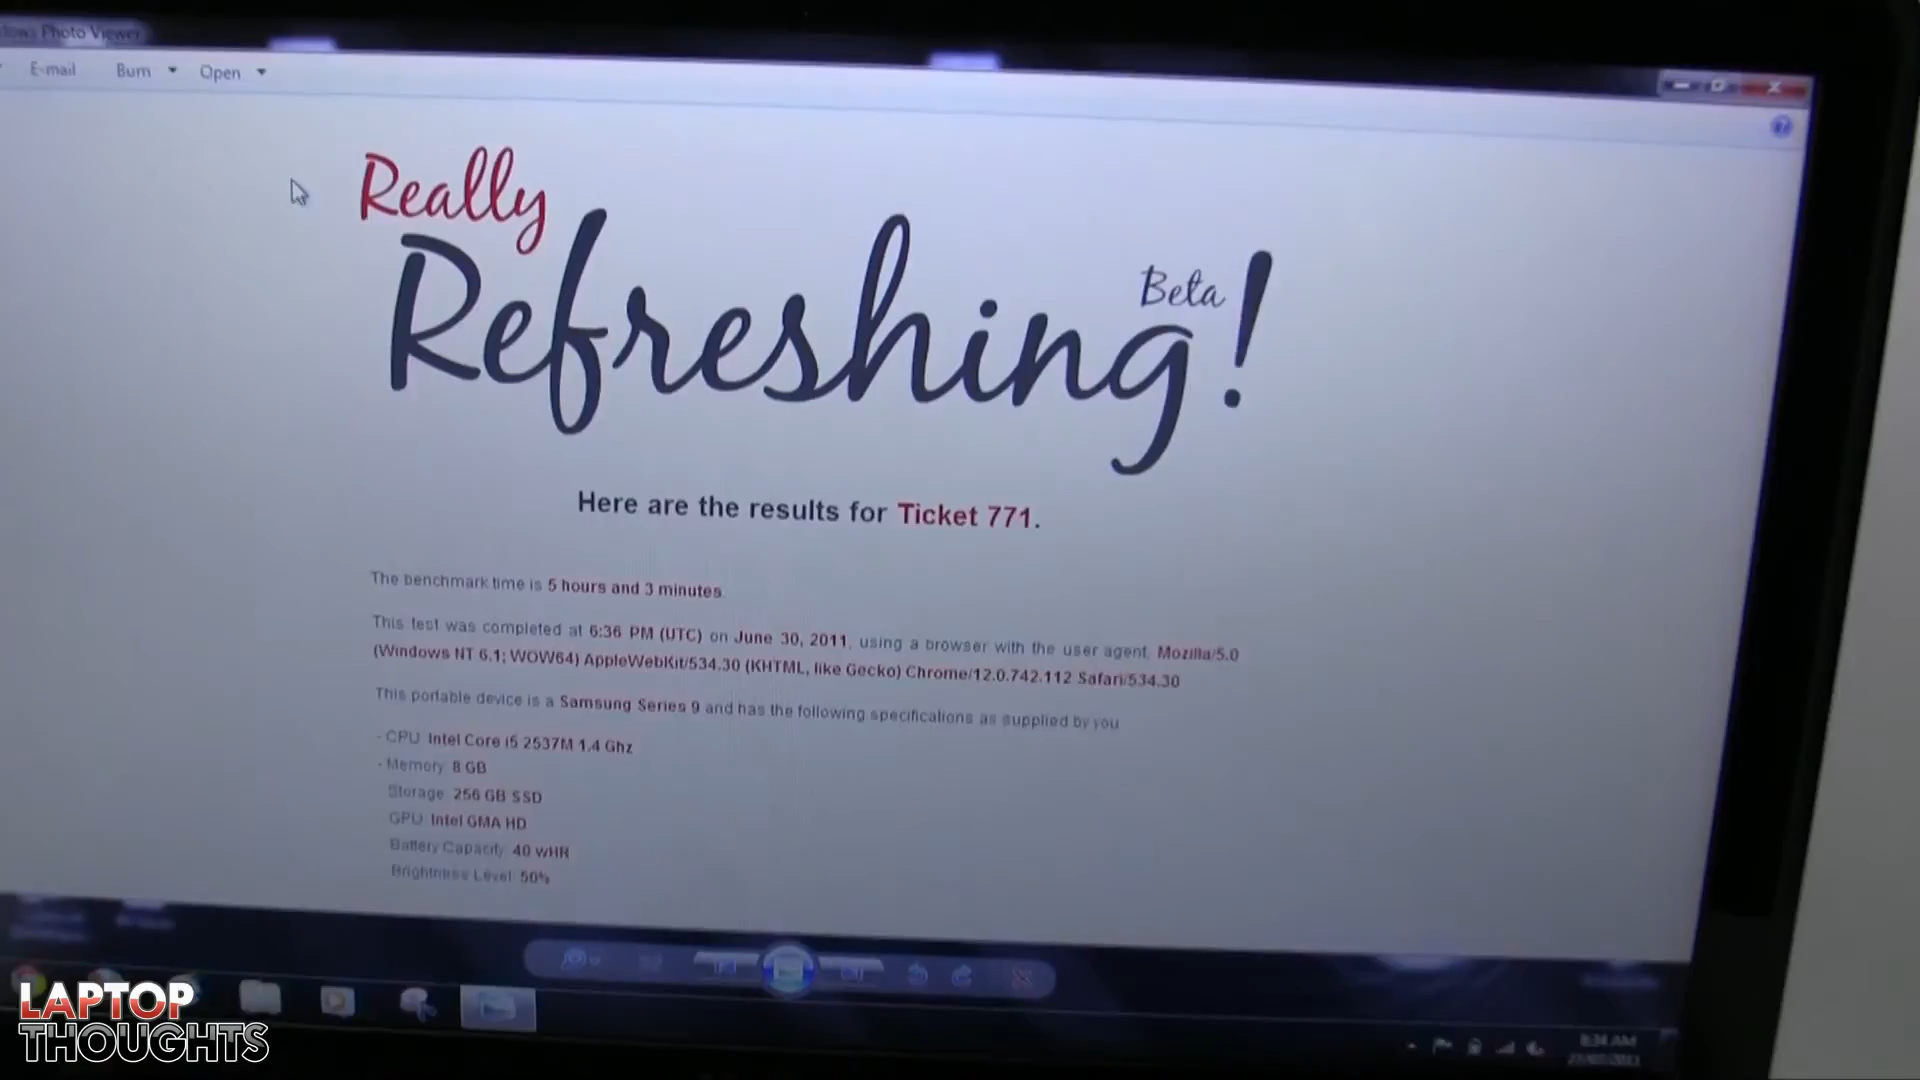 Photo Viewer
E-mail Burn Open
Really
Refreshing!
Beta
Here are the results for Ticket 771.
The benchmark time is 5 hours and 3 minutes.
This test was completed at 6:36 PM (UTC) on June 30, 2011, using a browser with the user agent, Mozilla/5.0
(Windows NT 6.1; WOW64) AppleWebKit/534.30 (KHTML, like Gecko) Chrome/12.0.742.112 Safari/534.30
This portable device is a Samsung Series 9 and has the following specifications as supplied by you
- CPU: Intel Core i5 2537M 1.4 Ghz
- Memory: 8 GB
Storage: 256 GB SSD
GPU: Intel GMA HD
Battery Capacity: 40 wHR
Brightness Level: 50%
8:34 AM
LAPTOP
THOUGHTS